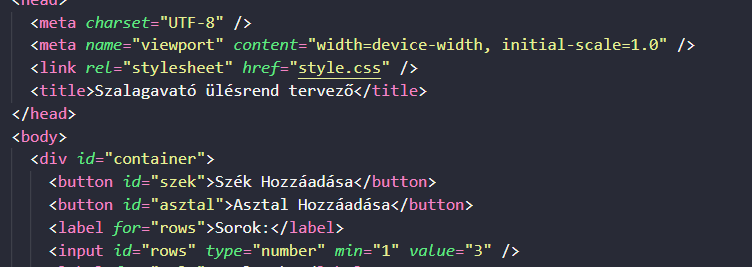 <head>
<meta charset="UTF-8" />
<meta name="viewport" content="width=device-width, initial-scale=1.0" />
<link rel="stylesheet" href="style.css" />
<title>Szalagavató ülésrend tervező</title>
</head>
<body>
<div id="container">
<button id="szek">Szék Hozzáadása</button>
<button id="asztal">Asztal Hozzáadása</button>
<label for="rows">Sorok:</label>
<input id="rows" type="number" min="1" value="3" />